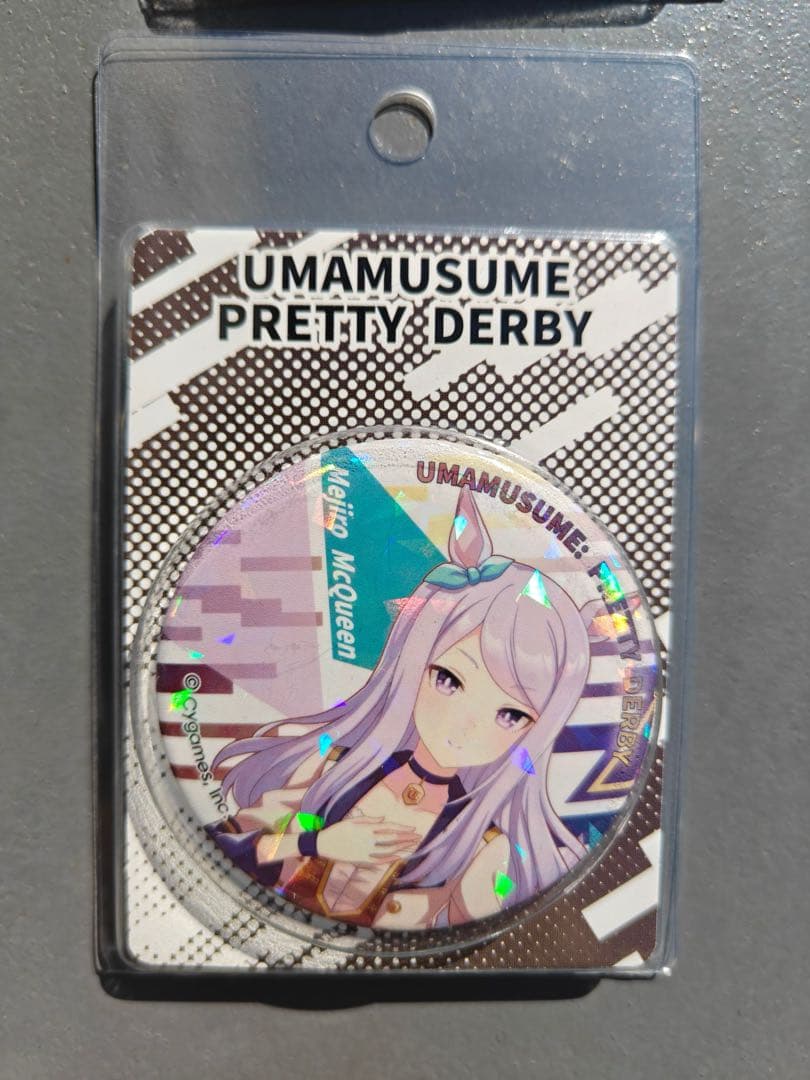 UMAMUSUME
PRETTY DERBY
UMAMUSUME: PRETTY DERBY
Mejiro McQueen
© Cygames, Inc.